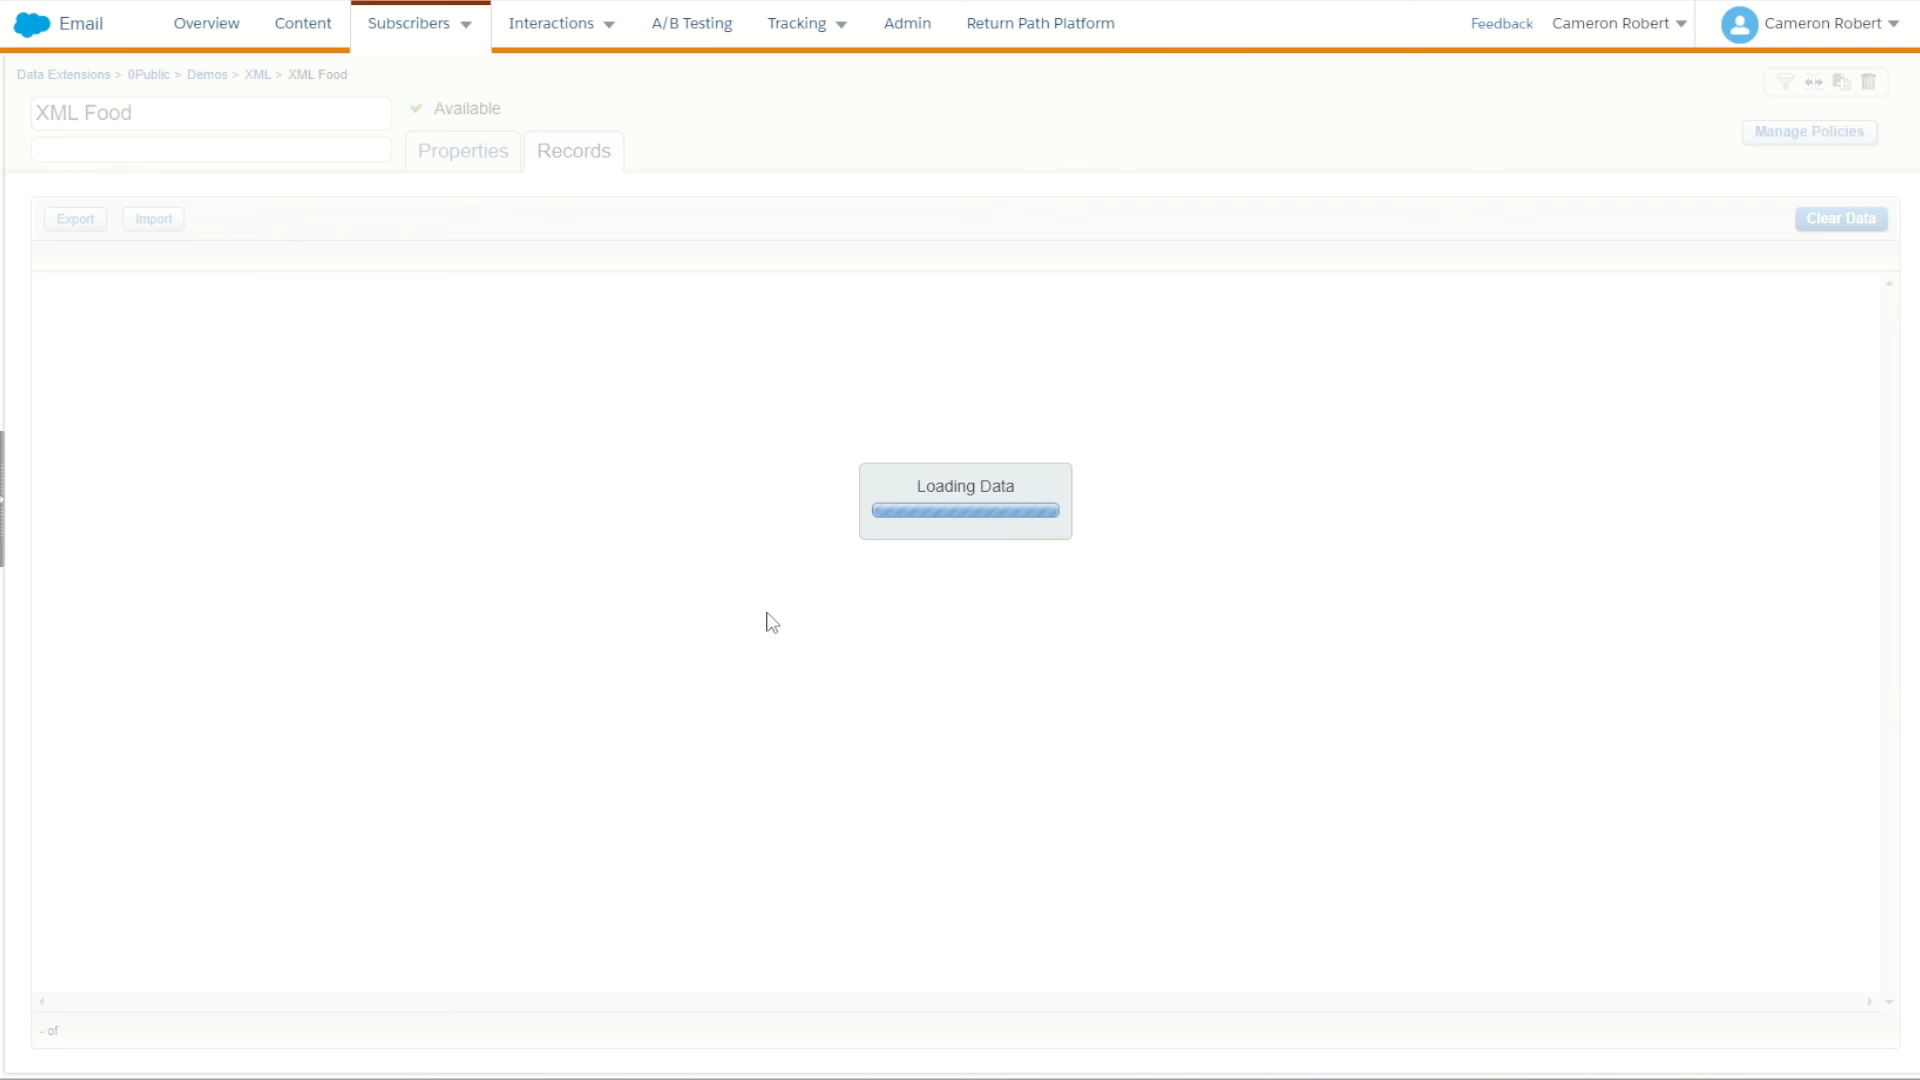 Email Overview Content Subscribers Interactions A/B Testing Tracking Admin Return Path Platform Feedback Cameron Robert Cameron Robert
Data Extensions > 0Public > Demos > XML > XML Food
XML Food Available
Manage Policies
Properties Records
Export Import Clear Data
Loading Data
- of